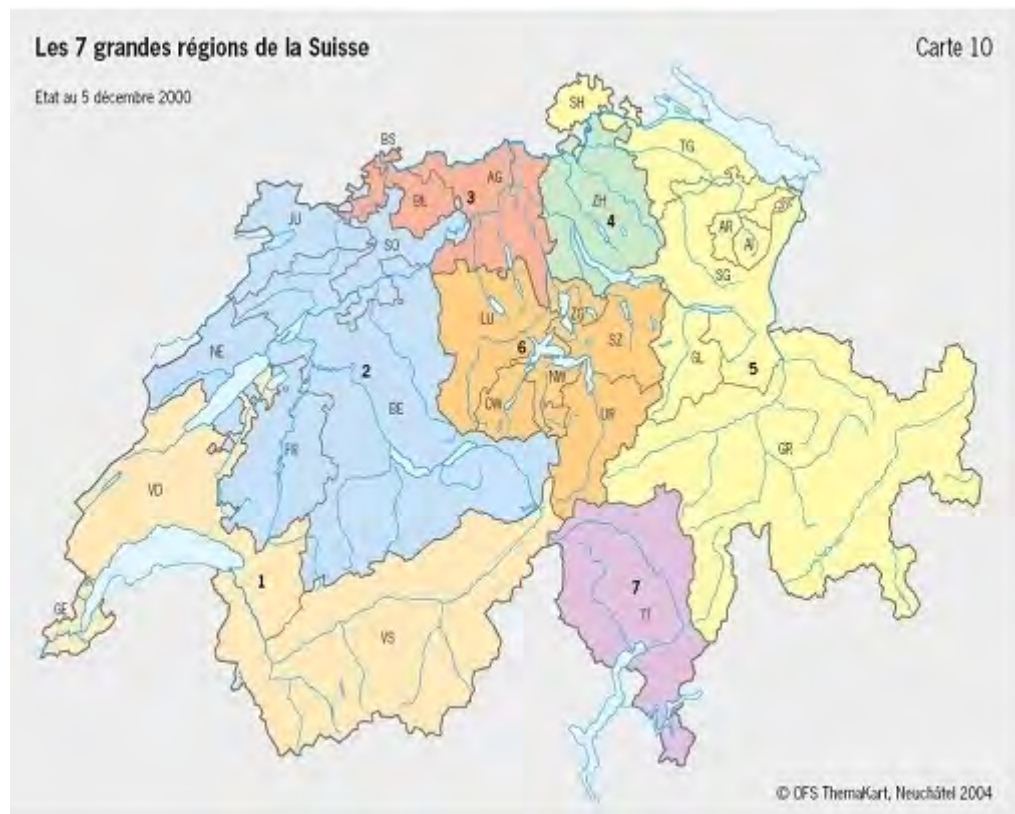 Les 7 grandes régions de la Suisse
Carte 10
Etat au 5 décembre 2000
SH
BS
TG
AG
BL
3
ZH
4
JU
SO
AR
AI
SG
LU
ZG
SZ
6
NE
2
GL
5
NW
OW
UR
BE
FR
GR
VD
1
7
GE
TI
VS
© OFS ThemaKart, Neuchâtel 2004